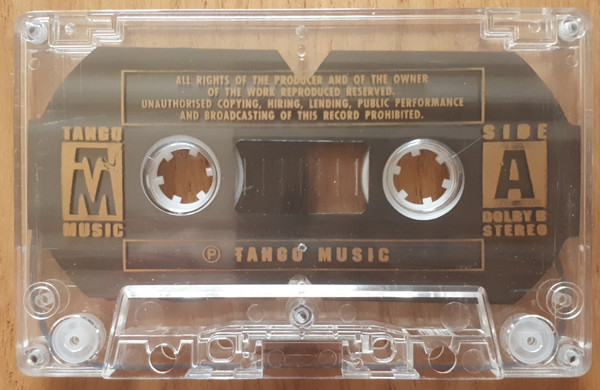 ALL RIGHTS OF THE PRODUCER AND OF THE OWNER
OF THE WORK REPRODUCED RESERVED.
UNAUTHORISED COPYING, HIRING, LENDING, PUBLIC PERFORMANCE
AND BROADCASTING OF THIS RECORD PROHIBITED.
TANGO
TM
MUSIC
SIDE
A
DOLBY B
STEREO
Ⓟ TANGO MUSIC